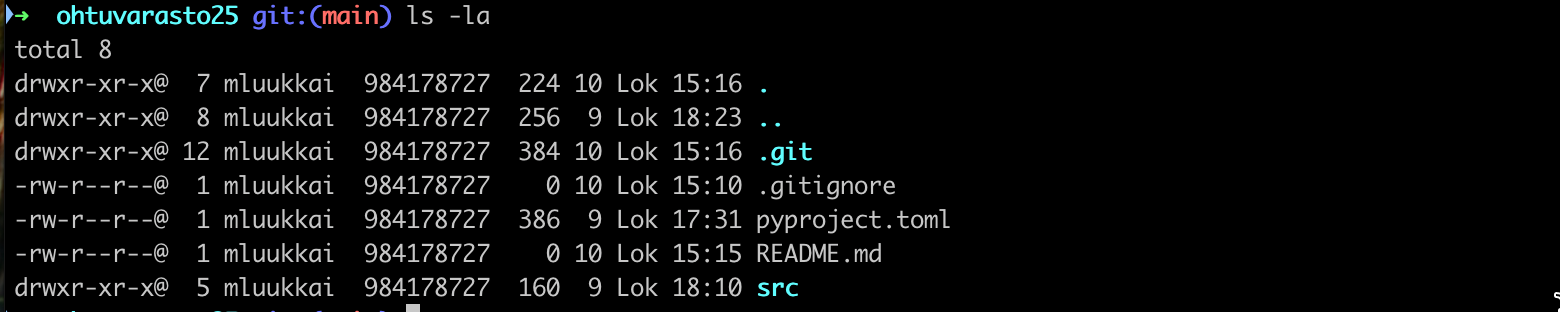 ➜  ohtuvarasto25 git:(main) ls -la
total 8
drwxr-xr-x@  7 mluukkai  984178727  224 10 Lok 15:16 .
drwxr-xr-x@  8 mluukkai  984178727  256  9 Lok 18:23 ..
drwxr-xr-x@ 12 mluukkai  984178727  384 10 Lok 15:16 .git
-rw-r--r--@  1 mluukkai  984178727    0 10 Lok 15:10 .gitignore
-rw-r--r--@  1 mluukkai  984178727  386  9 Lok 17:31 pyproject.toml
-rw-r--r--@  1 mluukkai  984178727    0 10 Lok 15:15 README.md
drwxr-xr-x@  5 mluukkai  984178727  160  9 Lok 18:10 src